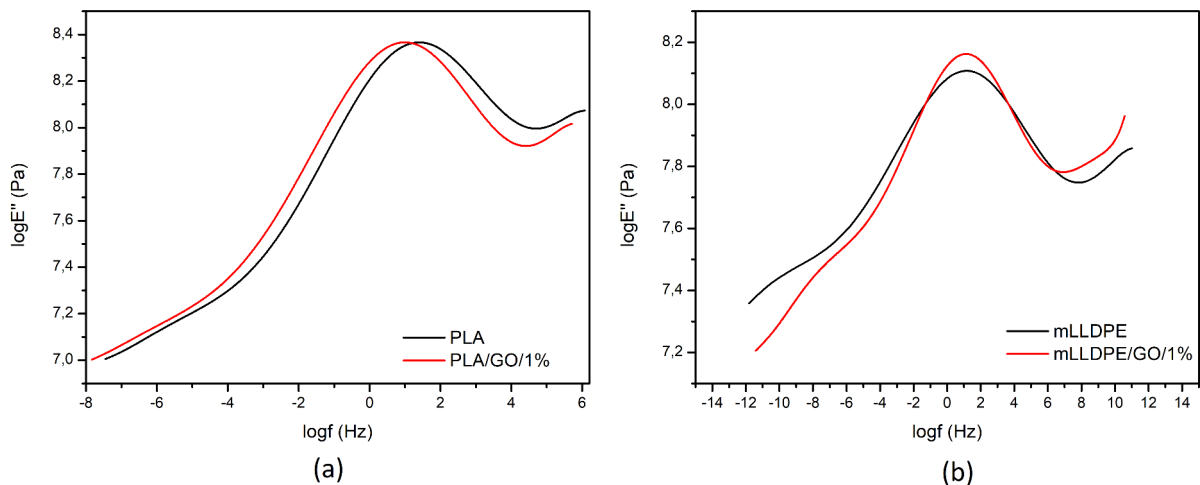 8,4
8,2
8,0
7,8
7,6
7,4
7,2
7,0
logE'' (Pa)
PLA
PLA/GO/1%
-8 -6 -4 -2 0 2 4 6
logf (Hz)
(a)
8,2
8,0
7,8
7,6
7,4
7,2
logE'' (Pa)
mLLDPE
mLLDPE/GO/1%
-14 -12 -10 -8 -6 -4 -2 0 2 4 6 8 10 12 14
logf (Hz)
(b)